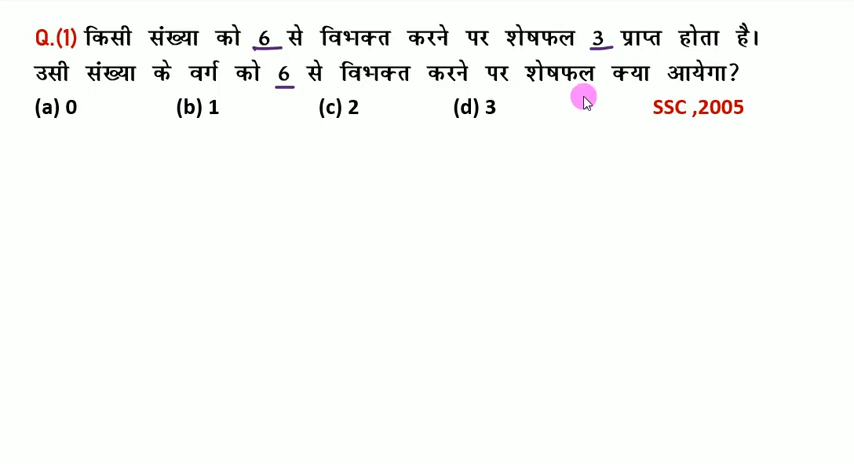 Q.(1) किसी संख्या को 6 से विभक्त करने पर शेषफल 3 प्राप्त होता है।
उसी संख्या के वर्ग को 6 से विभक्त करने पर शेषफल क्या आयेगा?
(a) 0 (b) 1 (c) 2 (d) 3 SSC ,2005